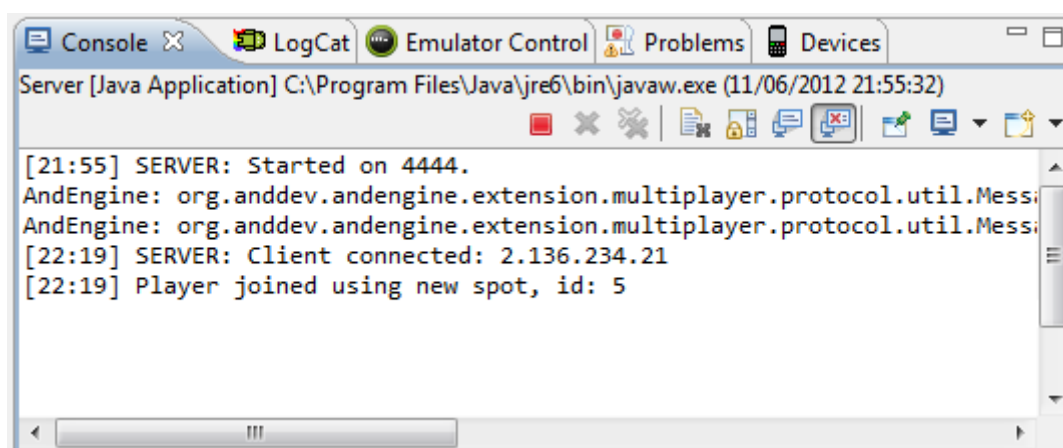 Console LogCat Emulator Control Problems Devices
Server [Java Application] C:\Program Files\Java\jre6\bin\javaw.exe (11/06/2012 21:55:32)
[21:55] SERVER: Started on 4444.
AndEngine: org.anddev.andengine.extension.multiplayer.protocol.util.Mess
AndEngine: org.anddev.andengine.extension.multiplayer.protocol.util.Mess
[22:19] SERVER: Client connected: 2.136.234.21
[22:19] Player joined using new spot, id: 5